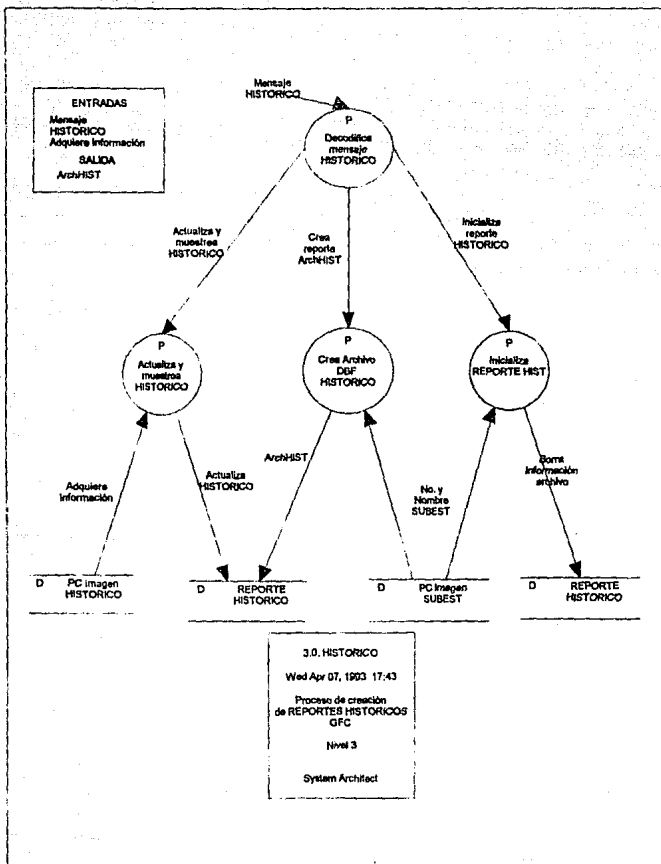 Mensaje
HISTORICO
ENTRADAS
Mensaje
HISTORICO
Adquiere Información
SALIDA
ArchHIST
P
Decodifica
mensaje
HISTORICO
Actualiza y
muestrea
HISTORICO
Crea
reporte
ArchHIST
Inicializa
reporte
HISTORICO
P
Actualiza y
muestrea
HISTORICO
P
Crea Archivo
DBF
HISTORICO
P
Inicializa
REPORTE HIST
Adquiere
Información
Actualiza
HISTORICO
ArchHIST
No. y
Nombre
SUBEST
Borra
Información
archivo
D PC Imagen
HISTORICO
D REPORTE
HISTORICO
D PC Imagen
SUBEST
D REPORTE
HISTORICO
3.0. HISTORICO
Wed Apr 07, 1993 17:43
Proceso de creación
de REPORTES HISTORICOS
GFC
Nivel 3
System Architect